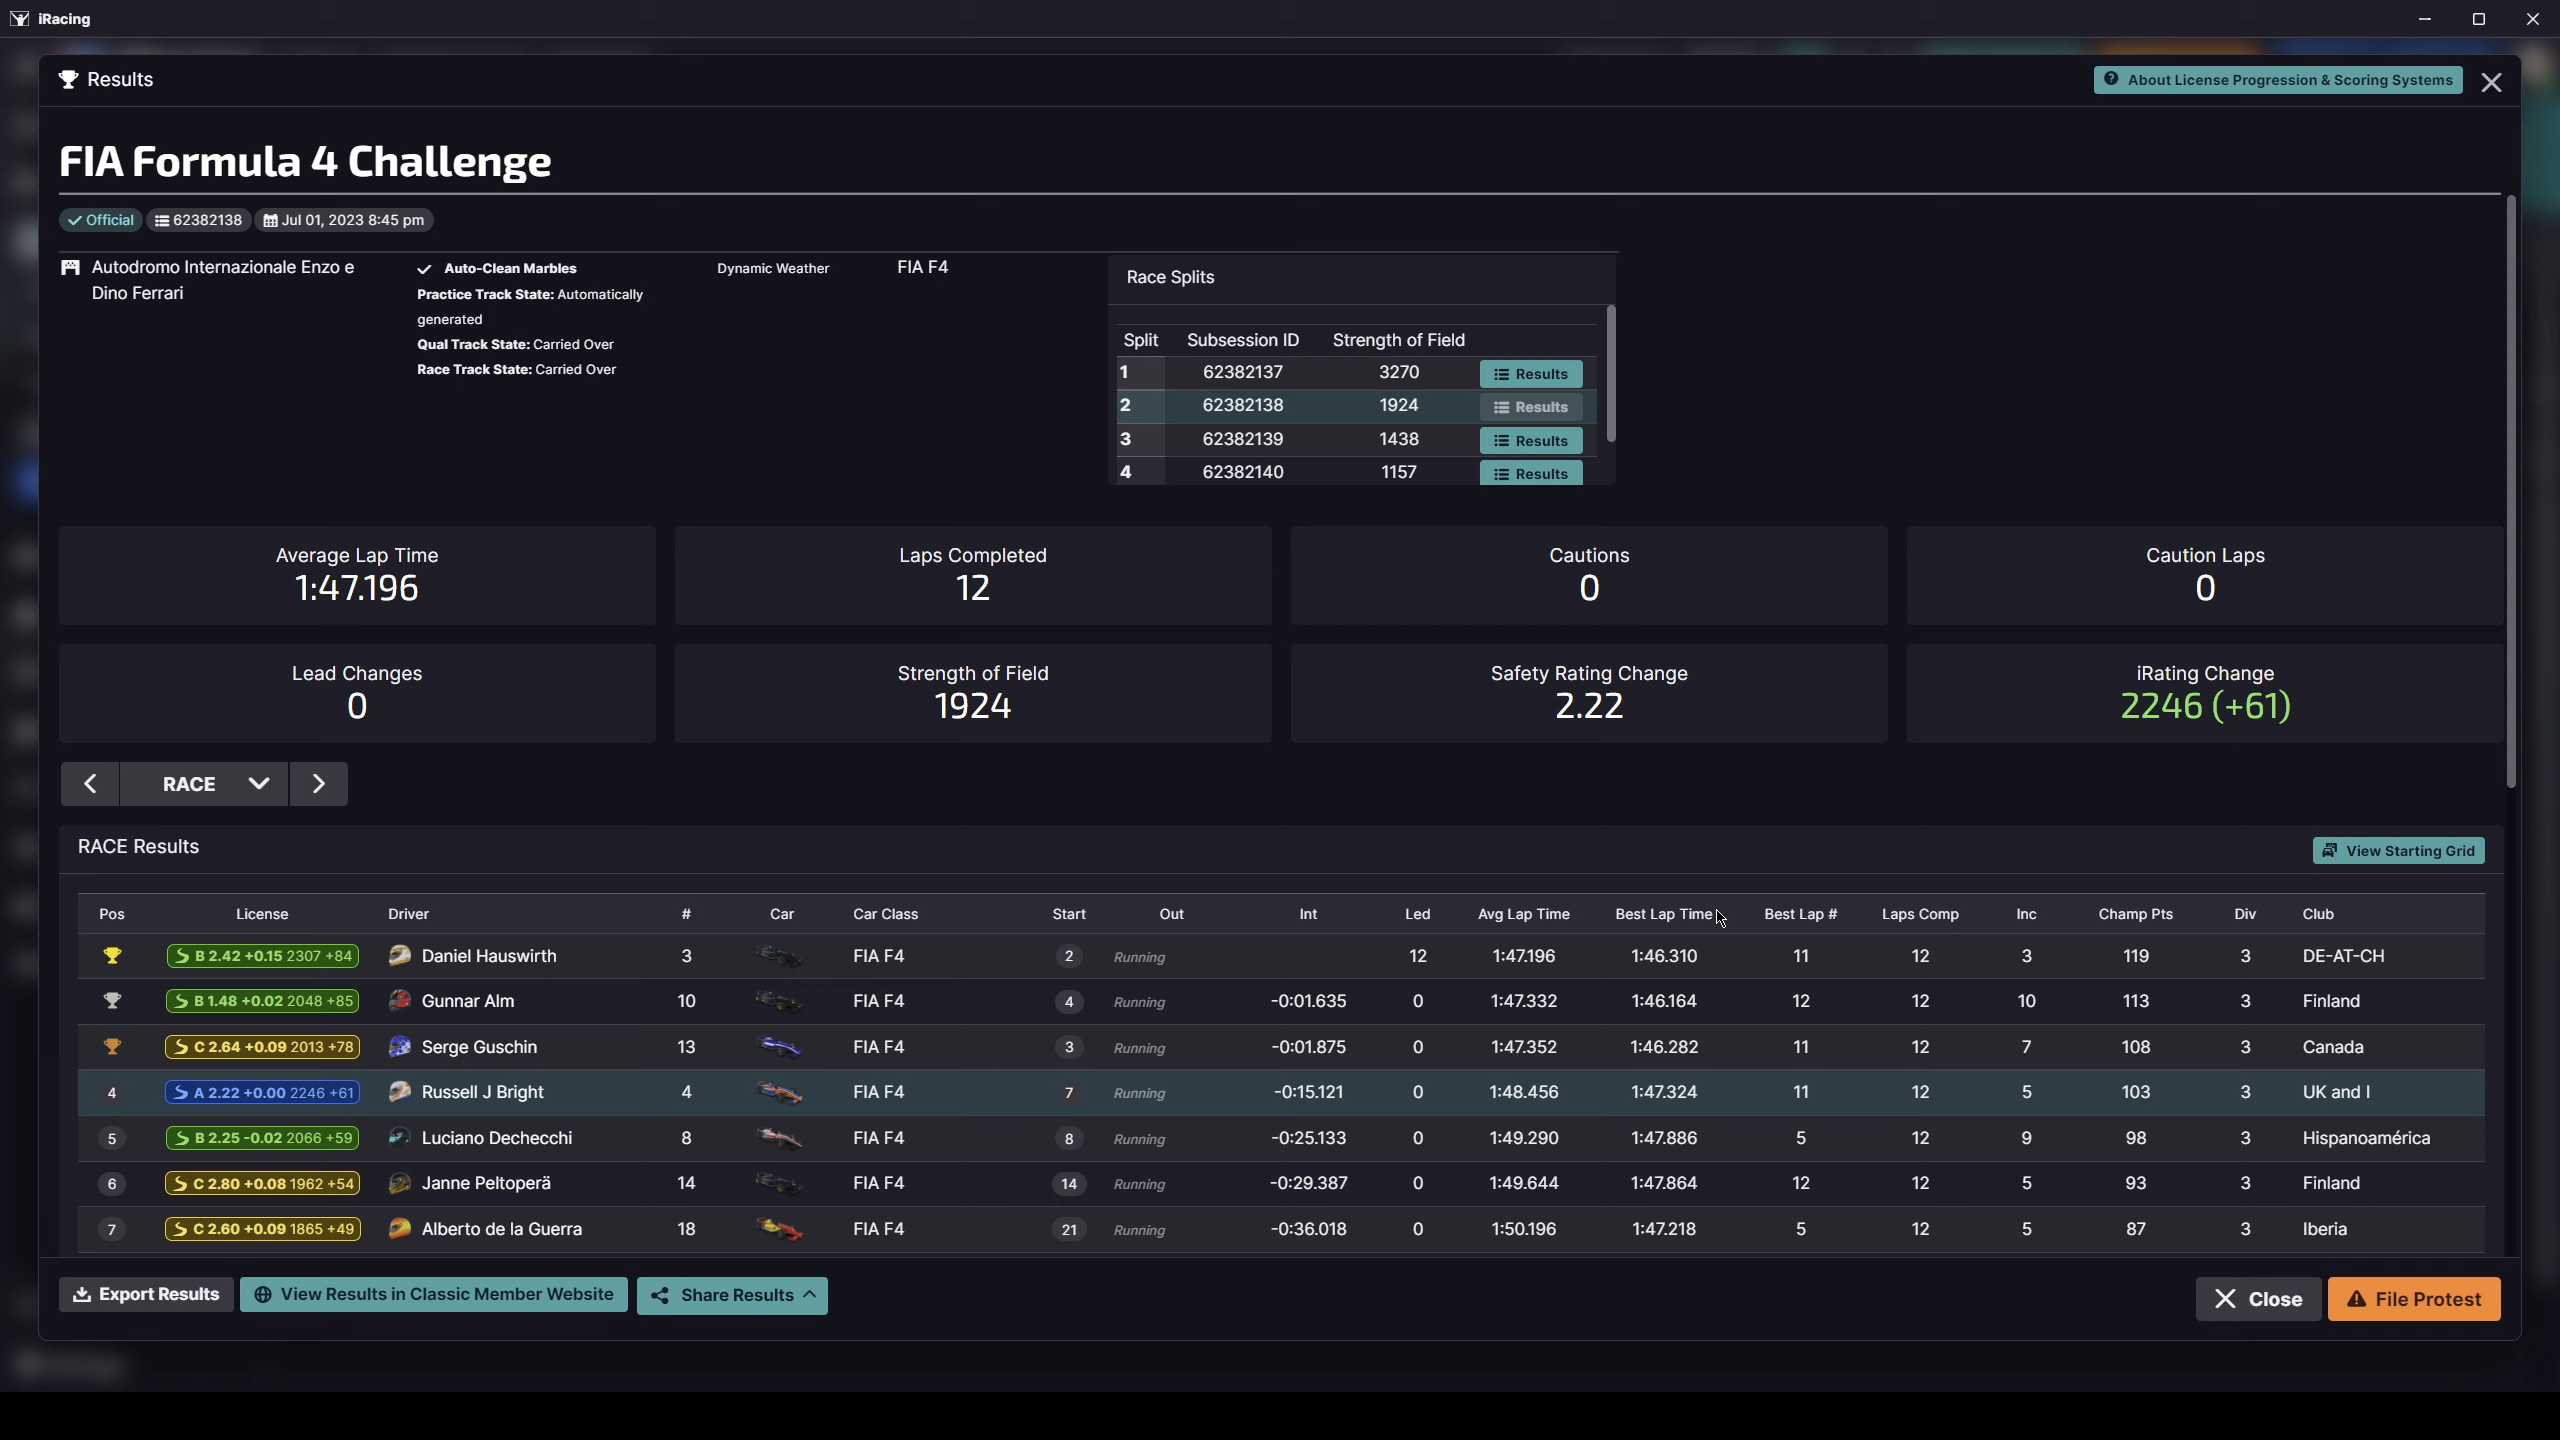 iRacing
Results
About License Progression & Scoring Systems
FIA Formula 4 Challenge
Official 62382138 Jul 01, 2023 8:45 pm
Autodromo Internazionale Enzo e
Dino Ferrari
Auto-Clean Marbles
Practice Track State: Automatically
generated
Qual Track State: Carried Over
Race Track State: Carried Over
Dynamic Weather
FIA F4
Race Splits
Split Subsession ID Strength of Field
1 62382137 3270 Results
2 62382138 1924 Results
3 62382139 1438 Results
4 62382140 1157 Results
Average Lap Time
1:47.196
Laps Completed
12
Cautions
0
Caution Laps
0
Lead Changes
0
Strength of Field
1924
Safety Rating Change
2.22
iRating Change
2246 (+61)
RACE
RACE Results
View Starting Grid
Pos License Driver # Car Car Class Start Out Int Led Avg Lap Time Best Lap Time Best Lap # Laps Comp Inc Champ Pts Div Club
B 2.42 +0.15 2307 +84 Daniel Hauswirth 3 FIA F4 2 Running 12 1:47.196 1:46.310 11 12 3 119 3 DE-AT-CH
B 1.48 +0.02 2048 +85 Gunnar Alm 10 FIA F4 4 Running -0:01.635 0 1:47.332 1:46.164 12 12 10 113 3 Finland
C 2.64 +0.09 2013 +78 Serge Guschin 13 FIA F4 3 Running -0:01.875 0 1:47.352 1:46.282 11 12 7 108 3 Canada
4 A 2.22 +0.00 2246 +61 Russell J Bright 4 FIA F4 7 Running -0:15.121 0 1:48.456 1:47.324 11 12 5 103 3 UK and I
5 B 2.25 -0.02 2066 +59 Luciano Dechecchi 8 FIA F4 8 Running -0:25.133 0 1:49.290 1:47.886 5 12 9 98 3 Hispanoamérica
6 C 2.80 +0.08 1962 +54 Janne Peltoperä 14 FIA F4 14 Running -0:29.387 0 1:49.644 1:47.864 12 12 5 93 3 Finland
7 C 2.60 +0.09 1865 +49 Alberto de la Guerra 18 FIA F4 21 Running -0:36.018 0 1:50.196 1:47.218 5 12 5 87 3 Iberia
Export Results View Results in Classic Member Website Share Results Close File Protest